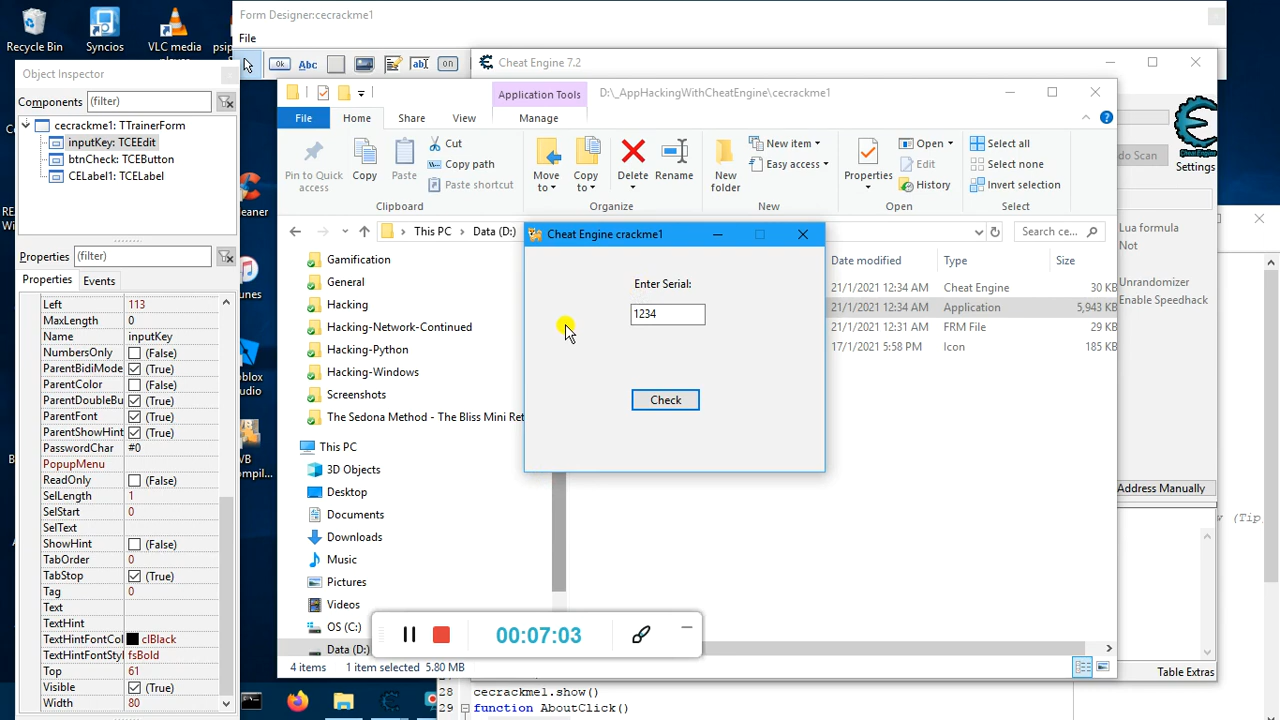 Recycle Bin
Syncios
VLC media
player
Form Designer:cecrackme1
File
Ok
Abc
ab
on
Cheat Engine 7.2
Object Inspector
Components
(filter)
cecrackme1: TTrainerForm
inputKey: TCEEdit
btnCheck: TCEButton
CELabel1: TCELabel
Properties
(filter)
Properties
Events
Left 113
MaxLength 0
Name inputKey
NumbersOnly (False)
ParentBidiMode (True)
ParentColor (False)
ParentDoubleBu (True)
ParentFont (True)
ParentShowHint (True)
PasswordChar #0
PopupMenu
ReadOnly (False)
SelLength 1
SelStart 0
SelText
ShowHint (False)
TabOrder 0
TabStop (True)
Tag 0
Text
TextHint
TextHintFontCol clBlack
TextHintFontStyl fsBold
Top 61
Visible (True)
Width 80
Application Tools
D:\_AppHackingWithCheatEngine\cecrackme1
File
Home
Share
View
Manage
Pin to Quick
access
Copy
Paste
Cut
Copy path
Paste shortcut
Clipboard
Move
to
Copy
to
Delete
Rename
Organize
New
folder
New item
Easy access
New
Properties
Open
Edit
History
Open
Select all
Select none
Invert selection
Select
This PC
Data (D:)
Search ce...
Date modified
Type
Size
21/1/2021 12:34 AM Cheat Engine 30 KB
21/1/2021 12:34 AM Application 5,943 KB
21/1/2021 12:31 AM FRM File 29 KB
17/1/2021 5:58 PM Icon 185 KB
Gamification
General
Hacking
Hacking-Network-Continued
Hacking-Python
Hacking-Windows
Screenshots
The Sedona Method - The Bliss Mini Ret
This PC
3D Objects
Desktop
Documents
Downloads
Music
Pictures
Videos
OS (C:)
Data (D:)
4 items
1 item selected 5.80 MB
Cheat Engine crackme1
Enter Serial:
1234
Check
00:07:03
do Scan
Settings
Lua formula
Not
Unrandomizer
Enable Speedhack
Address Manually
Table Extras
28 cecrackme1.show()
29 function AboutClick()